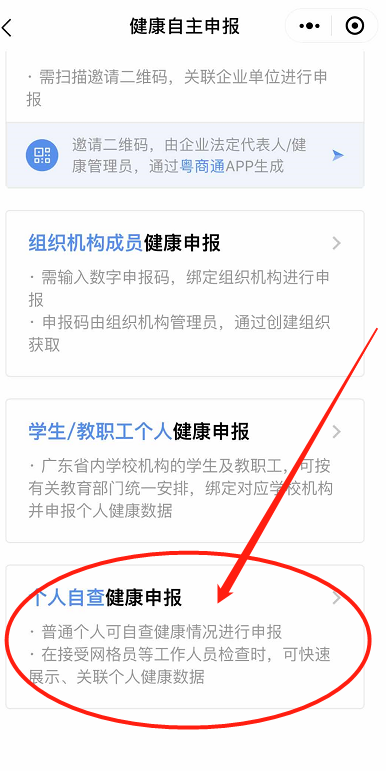 健康自主申报
· 需扫描邀请二维码，关联企业单位进行申
报
邀请二维码，由企业法定代表人/健
康管理员，通过粤商通APP生成
组织机构成员健康申报
· 需输入数字申报码，绑定组织机构进行申
报
· 申报码由组织机构管理员，通过创建组织
获取
学生/教职工个人健康申报
· 广东省内学校机构的学生及教职工，可按
有关教育部门统一安排，绑定对应学校机构
并申报个人健康数据
个人自查健康申报
· 普通个人可自查健康情况进行申报
· 在接受网格员等工作人员检查时，可快速
展示、关联个人健康数据